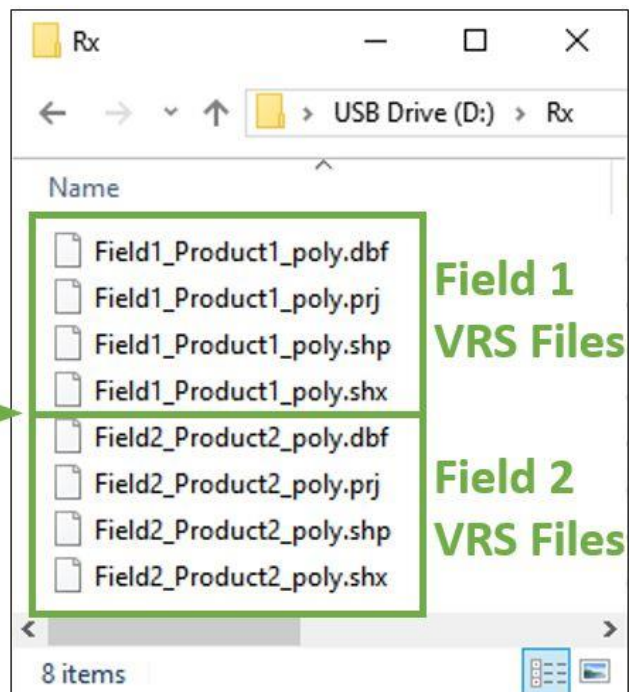 Rx
USB Drive (D:) > Rx
Name
Field1_Product1_poly.dbf
Field1_Product1_poly.prj
Field1_Product1_poly.shp
Field1_Product1_poly.shx
Field 1
VRS Files
Field2_Product2_poly.dbf
Field2_Product2_poly.prj
Field2_Product2_poly.shp
Field2_Product2_poly.shx
Field 2
VRS Files
8 items